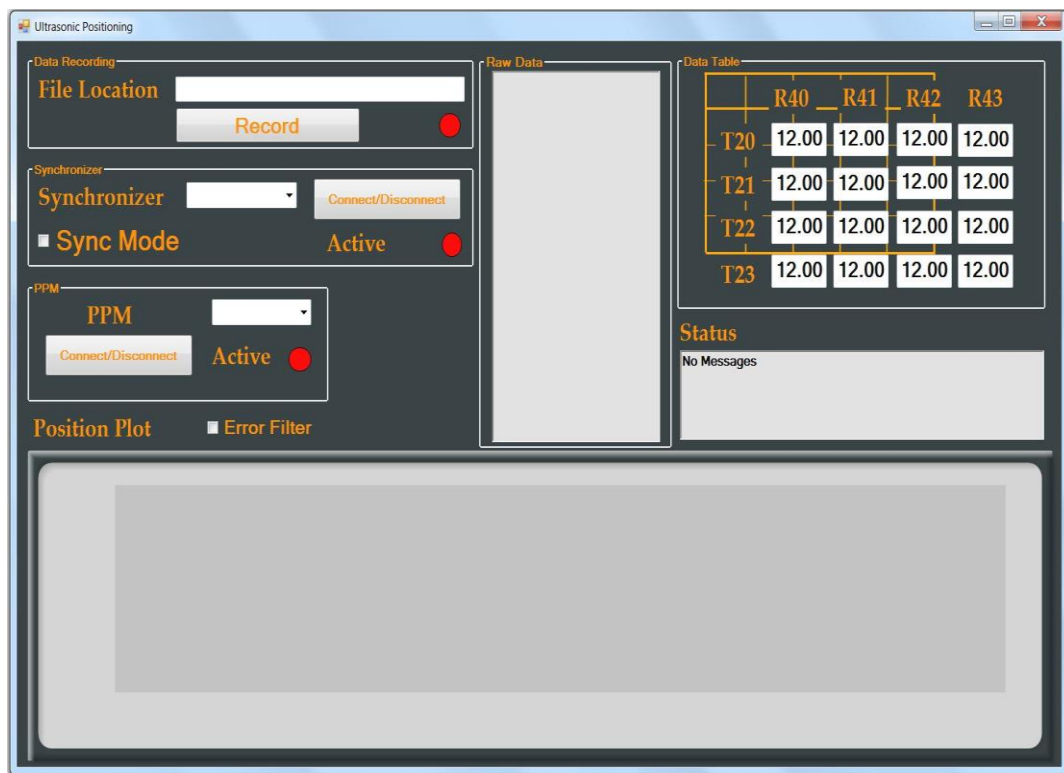 Ultrasonic Positioning
Data Recording
File Location
Record
Synchronizer
Synchronizer
Connect/Disconnect
Sync Mode
Active
PPM
PPM
Connect/Disconnect
Active
Position Plot
Error Filter
Raw Data
Data Table
R40 R41 R42 R43
T20 12.00 12.00 12.00 12.00
T21 12.00 12.00 12.00 12.00
T22 12.00 12.00 12.00 12.00
T23 12.00 12.00 12.00 12.00
Status
No Messages